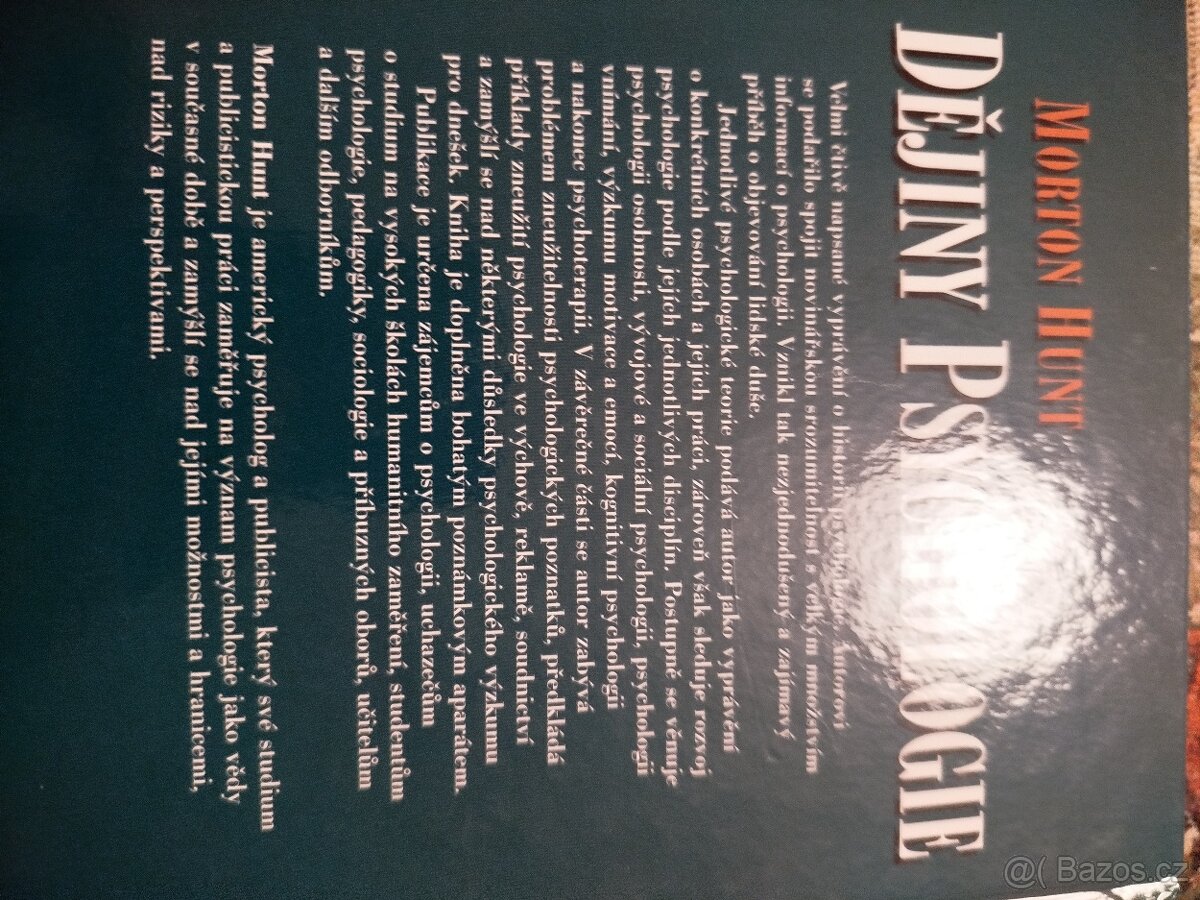 MORTON HUNT
DĚJINY PSYCHOLOGIE
Velmi čtivě napsané vyprávění o historii psychologie. Autorovi
se podařilo spojit novinářskou srozumitelnost s velkým množstvím
informací o psychologii. Vznikl tak nezjednodušený a zájímavý
příběh o objevování lidské duše.
Jednotlivé psychologické teorie podává autor jako vyprávění
o konkrétních osobách a jejich práci, zároveň však sleduje rozvoj
psychologie podle jejích jednotlivých disciplín. Postupně se věnuje
psychologii osobnosti, vývojové a sociální psychologii, psychologii
vnímání, výzkumu motivace a emocí, kognitivní psychologii
a nakonec psychoterapii. V závěrečné části se autor zabývá
problémem zneužitelnosti psychologických poznatků, předkládá
příklady zneužití psychologie ve výchově, reklamě, soudnictví
a zamýšlí se nad některými důsledky psychologického výzkumu
pro dnešek. Kniha je doplněna bohatým poznámkovým aparátem.
Publikace je určena zájemcům o psychologii, uchazečům
o studium na vysokých školách humanitního zaměření, studentům
psychologie, pedagogiky, sociologie a příbuzných oborů, učitelům
a dalším odborníkům.
Morton Hunt je americký psycholog a publicista, který své studium
a publicistickou práci zaměřuje na význam psychologie jako vědy
v současné době a zamýšlí se nad jejími možnostmi a hranicemi,
nad riziky a perspektivami.
@( Bazos.cz